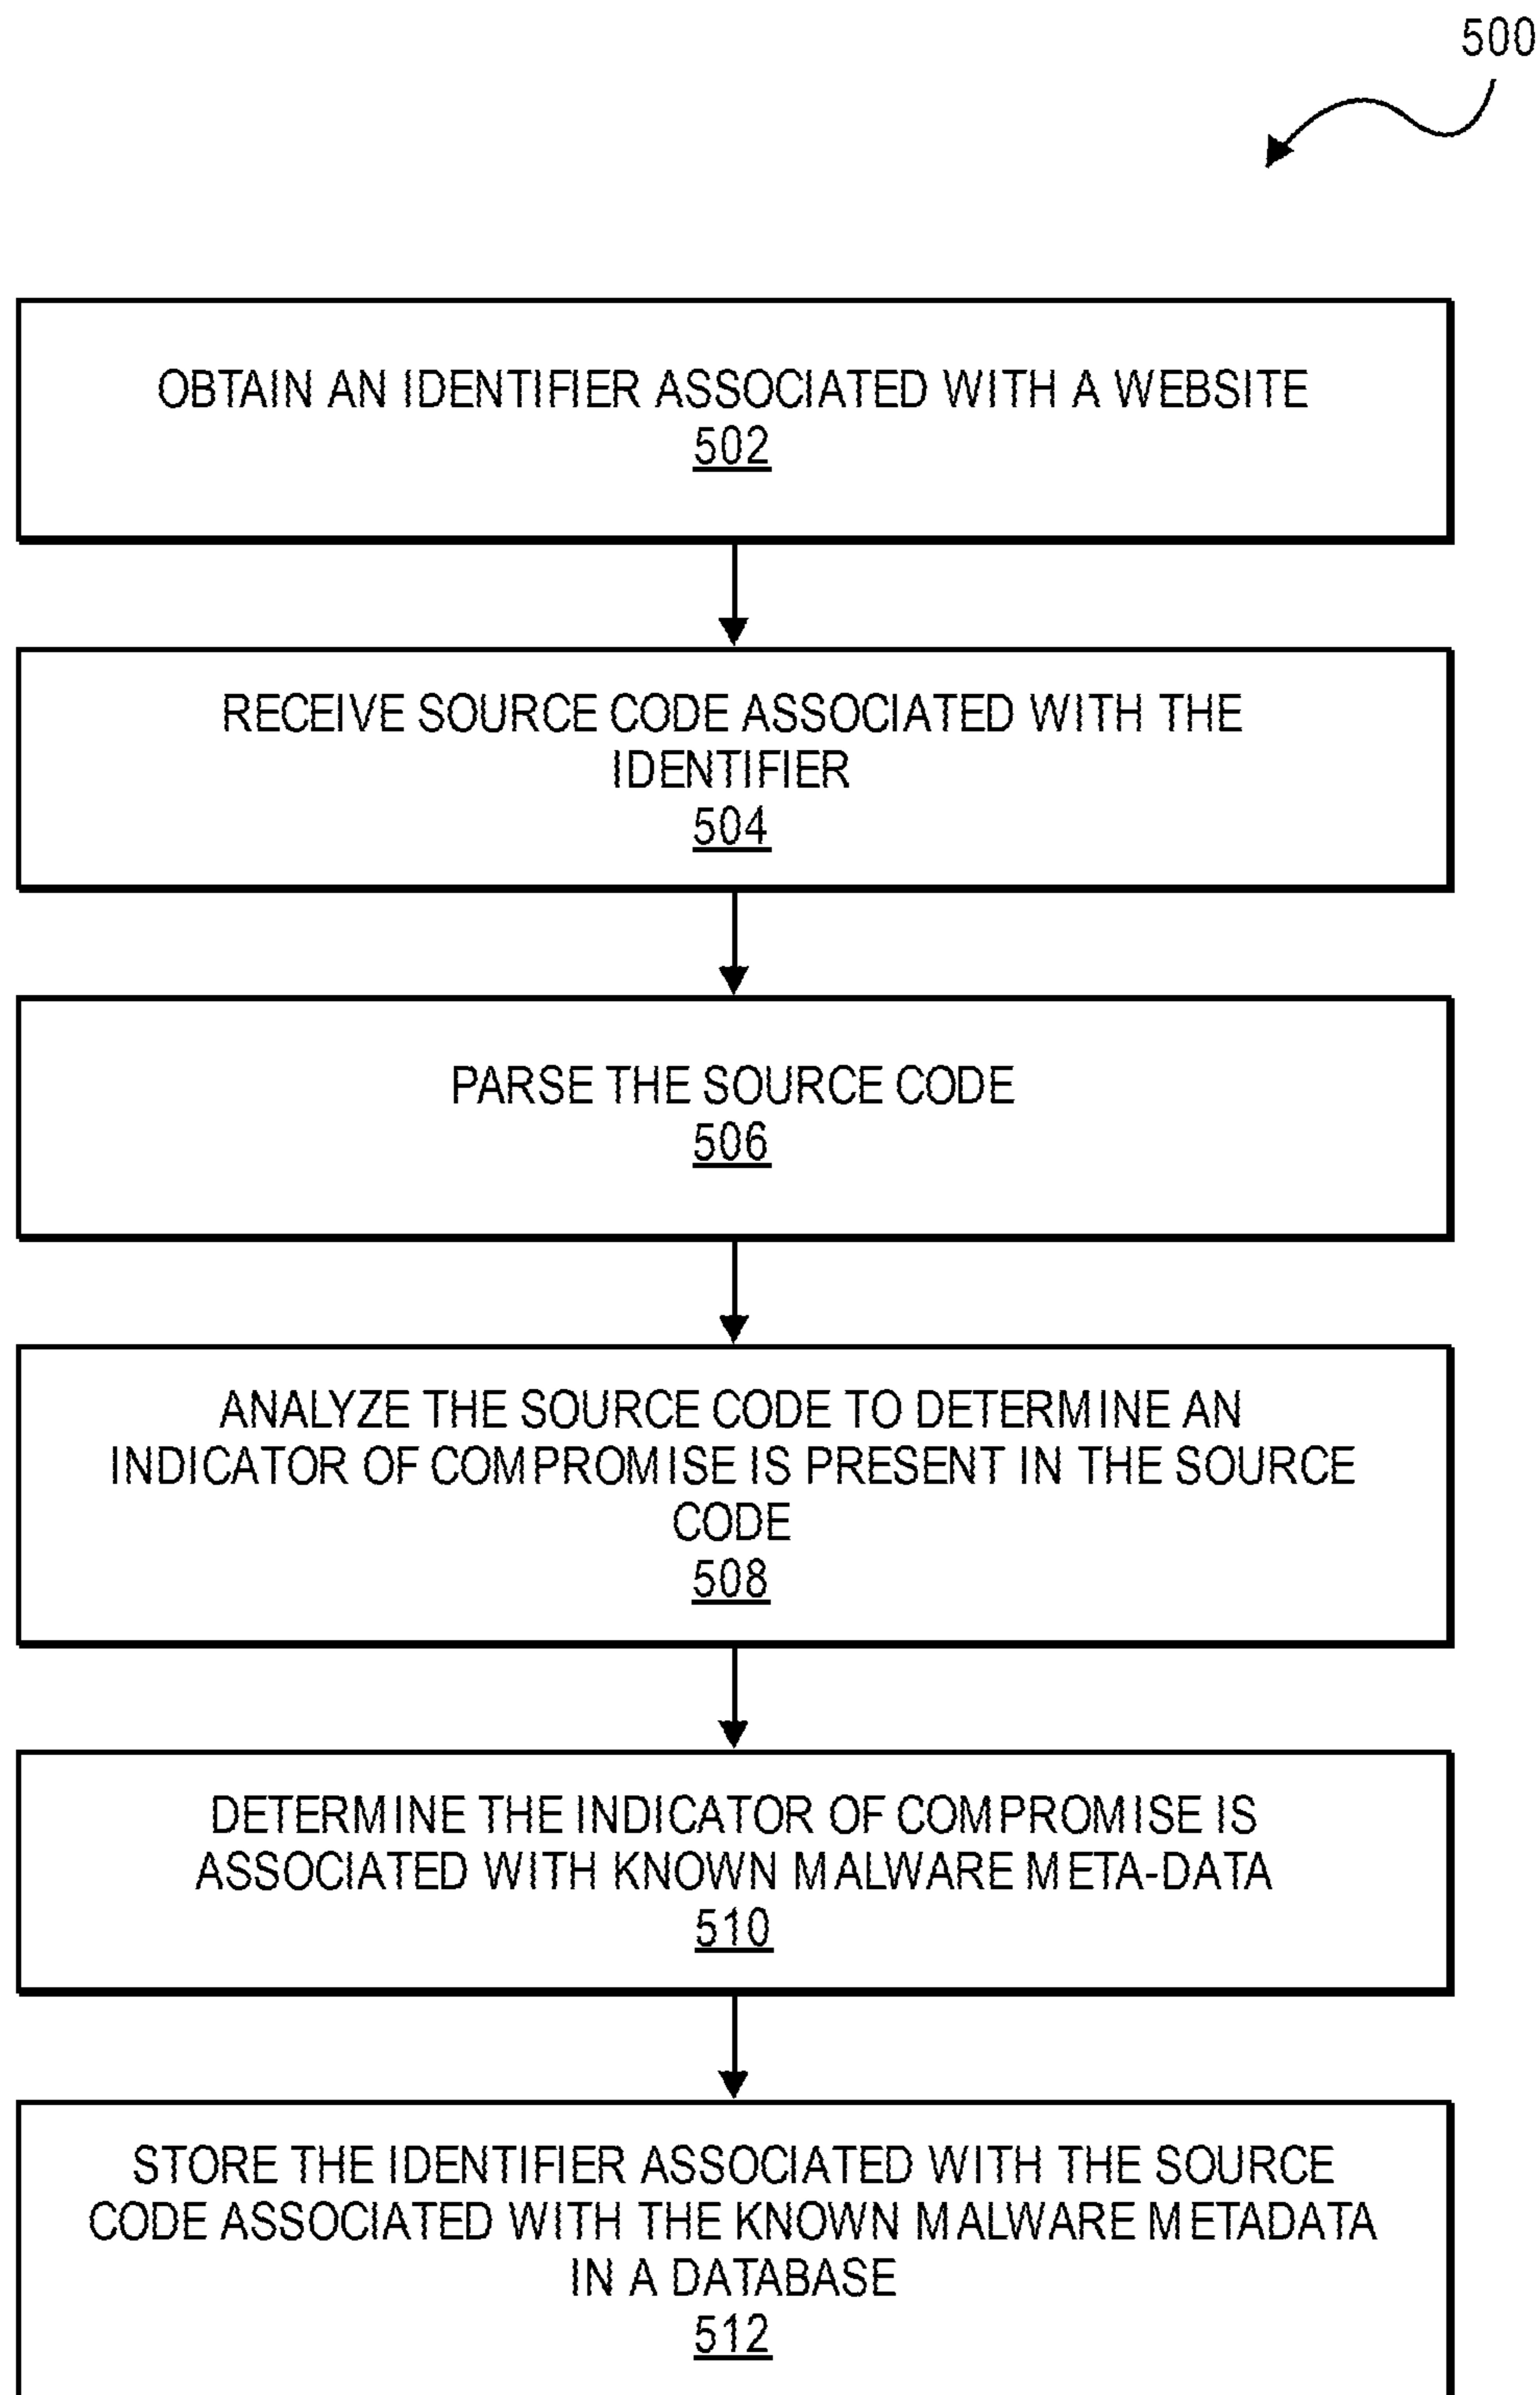 500
OBTAIN AN IDENTIFIER ASSOCIATED WITH A WEBSITE
502
RECEIVE SOURCE CODE ASSOCIATED WITH THE
IDENTIFIER
504
PARSE THE SOURCE CODE
506
ANALYZE THE SOURCE CODE TO DETERMINE AN
INDICATOR OF COMPROMISE IS PRESENT IN THE SOURCE
CODE
508
DETERMINE THE INDICATOR OF COMPROMISE IS
ASSOCIATED WITH KNOWN MALWARE META-DATA
510
STORE THE IDENTIFIER ASSOCIATED WITH THE SOURCE
CODE ASSOCIATED WITH THE KNOWN MALWARE METADATA
IN A DATABASE
512